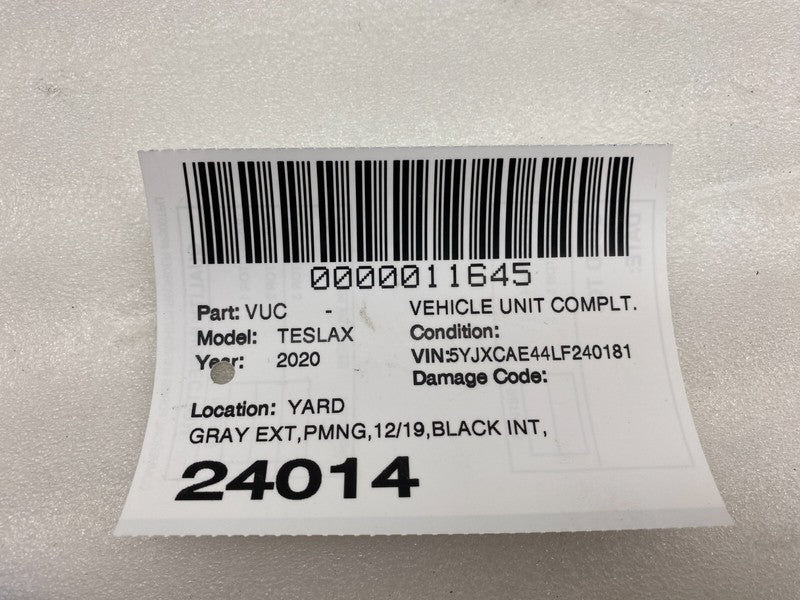 0000011645
Part: VUC - VEHICLE UNIT COMPLT.
Model: TESLAX Condition:
Year: 2020 VIN:5YJXCAE44LF240181
Damage Code:
Location: YARD
GRAY EXT,PMNG,12/19,BLACK INT,
24014